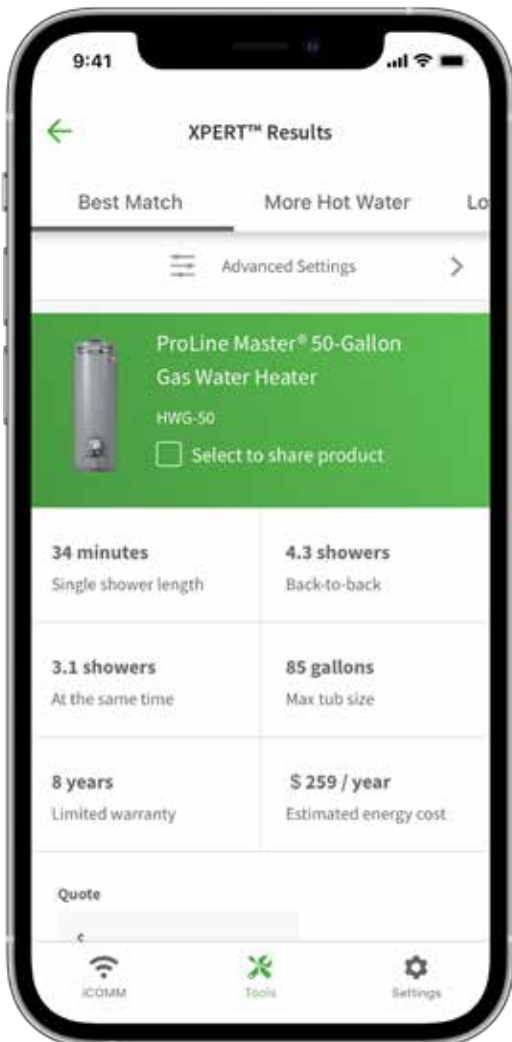 9:41
XPERT™ Results
Best Match More Hot Water Lo
Advanced Settings
ProLine Master® 50-Gallon
Gas Water Heater
HWG-50
Select to share product
34 minutes 4.3 showers
Single shower length Back-to-back
3.1 showers 85 gallons
At the same time Max tub size
8 years $ 259 / year
Limited warranty Estimated energy cost
Quote
iCOMM Tools Settings